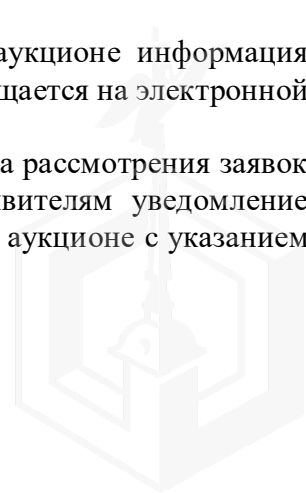 аукционе информация
щается на электронной
а рассмотрения заявок
вителям уведомление
аукционе с указанием